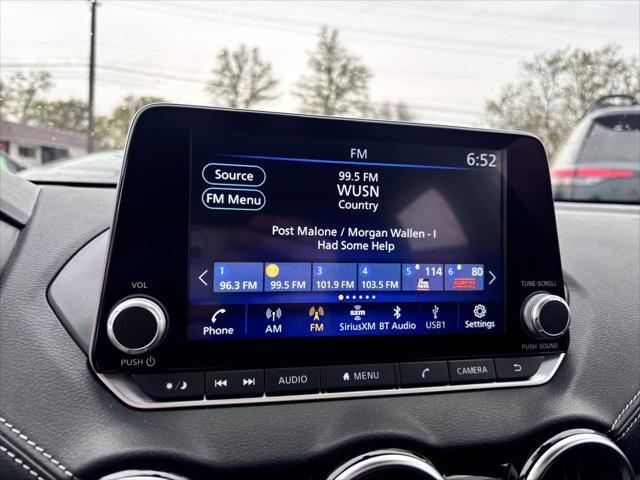 FM
6:52
Source
FM Menu
99.5 FM
WUSN
Country
Post Malone / Morgan Wallen - I
Had Some Help
1 2 3 4 5 114 6 80
96.3 FM 99.5 FM 101.9 FM 103.5 FM ESPN
Phone AM FM sxm SiriusXM BT Audio USB1 Settings
VOL
PUSH
TUNE·SCROLL
PUSH SOUND
AUDIO MENU CAMERA